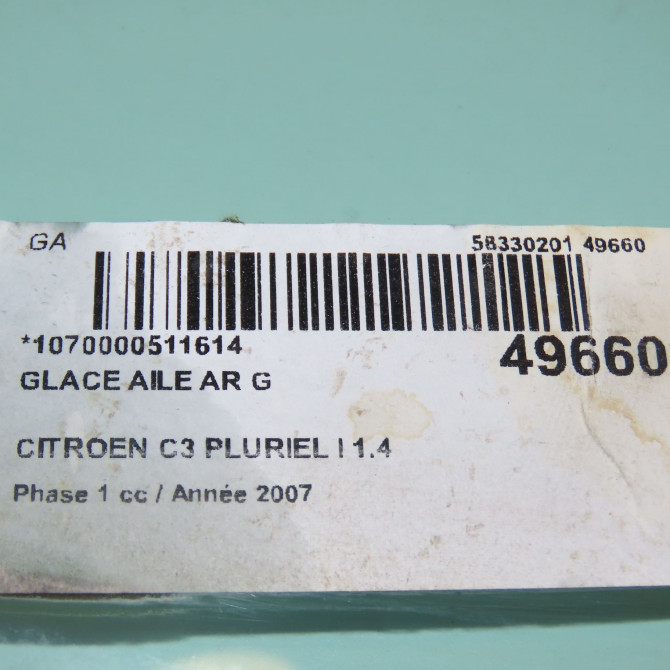 GA
58330201 49660
*1070000511614
49660
GLACE AILE AR G
CITROEN C3 PLURIEL I 1.4
Phase 1 cc / Année 2007